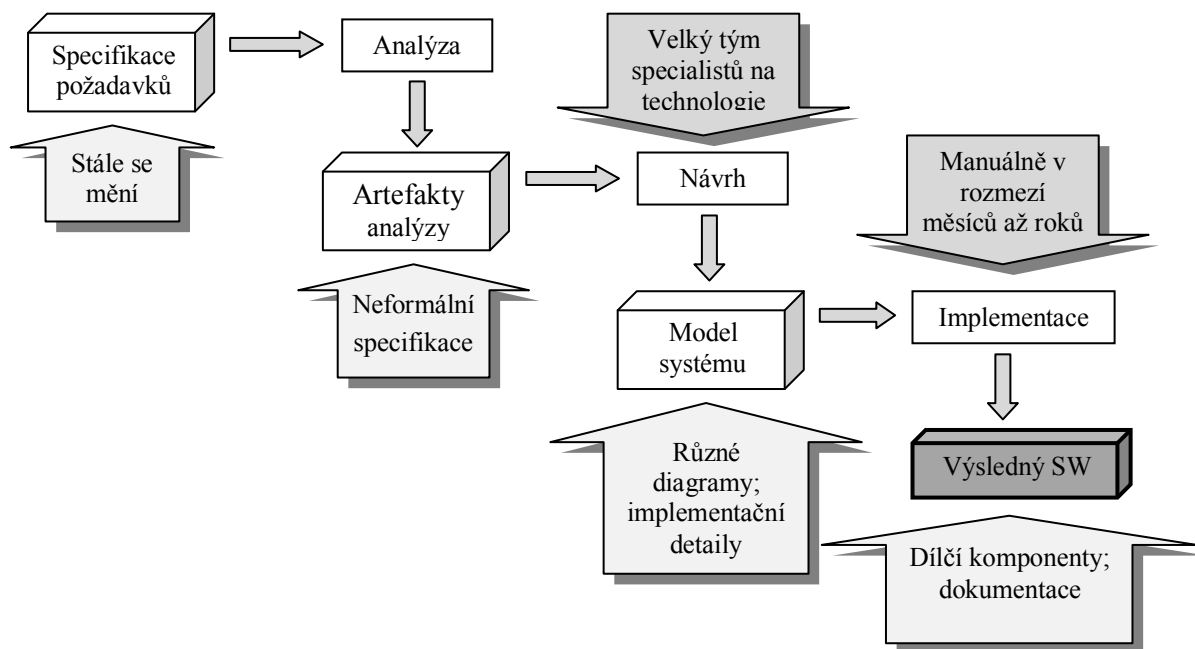 Specifikace
požadavků
Analýza
Velký tým
specialistů na
technologie
Stále se
mění
Artefakty
analýzy
Návrh
Manuálně v
rozmezí
měsíců až roků
Neformální
specifikace
Model
systému
Implementace
Různé
diagramy;
implementační
detaily
Výsledný SW
Dílčí komponenty;
dokumentace